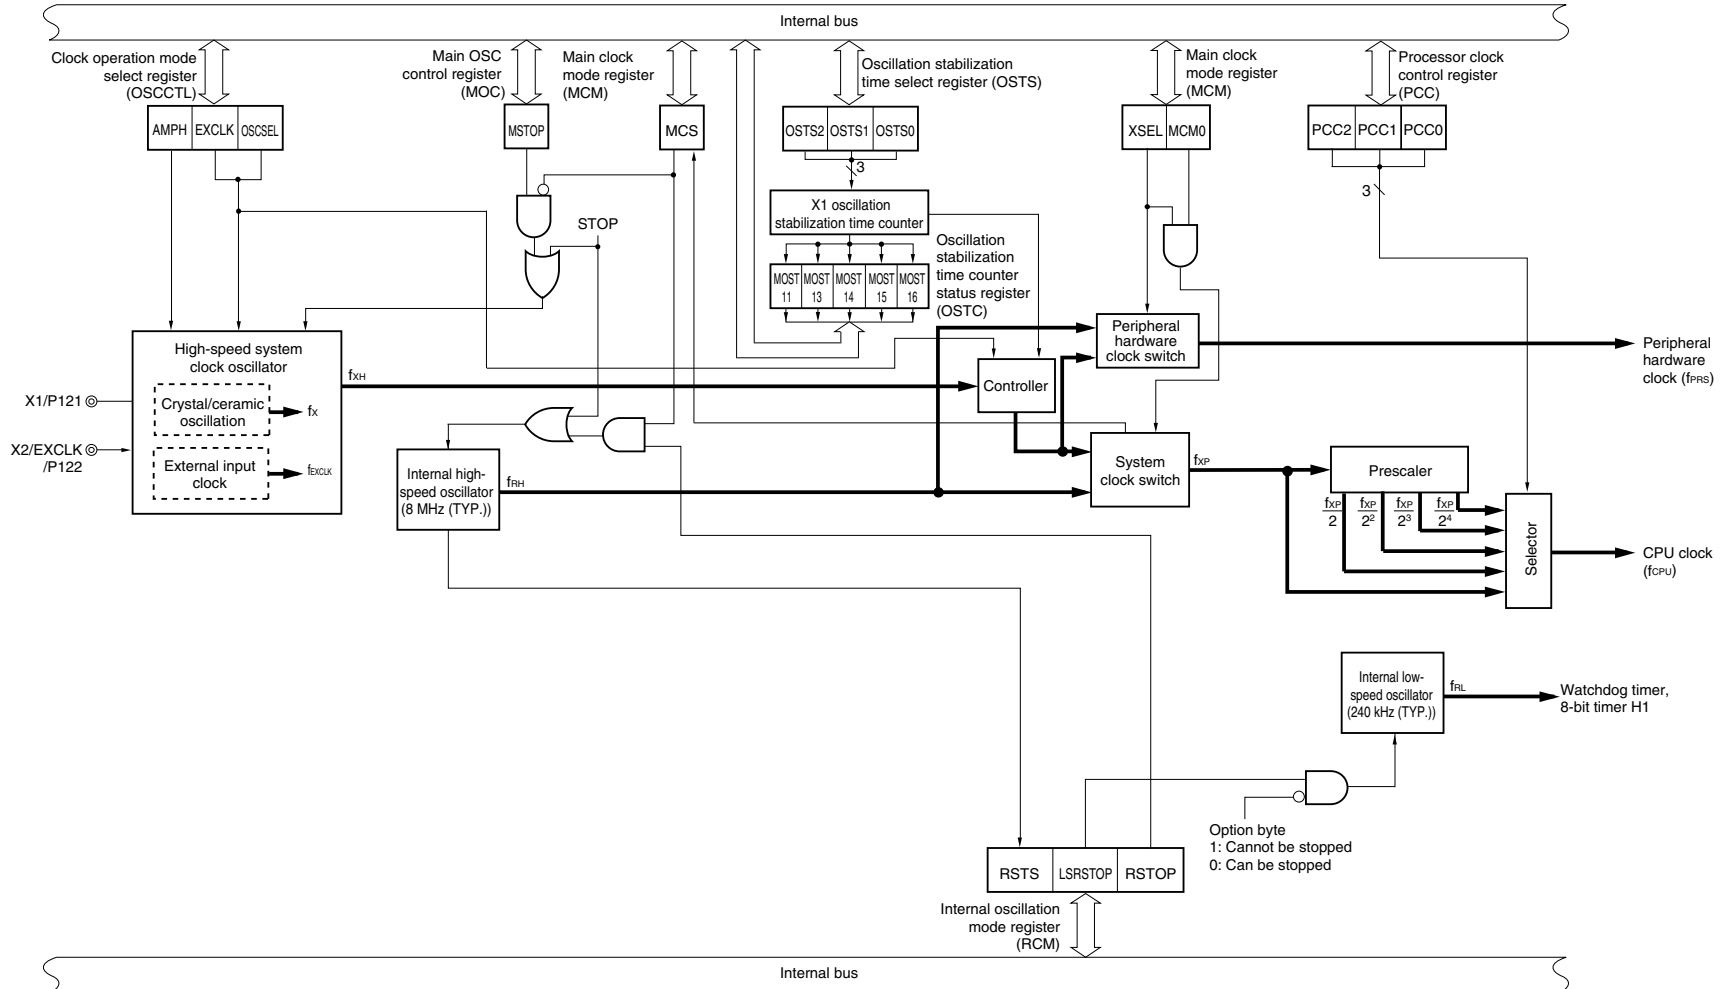 Internal bus
Clock operation mode
select register
(OSCCTL)
Main OSC
control register
(MOC)
Main clock
mode register
(MCM)
Oscillation stabilization
time select register (OSTS)
Main clock
mode register
(MCM)
Processor clock
control register
(PCC)
AMPH EXCLK OSCSEL
MSTOP
MCS
OSTS2 OSTS1 OSTS0
XSEL MCM0
PCC2 PCC1 PCC0
3
3
X1 oscillation
stabilization time counter
STOP
Oscillation
stabilization
time counter
status register
(OSTC)
MOST MOST MOST MOST MOST
11 13 14 15 16
High-speed system
clock oscillator
Crystal/ceramic
oscillation
fX
External input
clock
fEXCLK
X1/P121
X2/EXCLK
/P122
fXH
Controller
Peripheral
hardware
clock switch
Peripheral
hardware
clock (fPRS)
Internal high-
speed oscillator
(8 MHz (TYP.))
fRH
System
clock switch
fXP
Prescaler
fXP fXP fXP fXP
2 2² 2³ 2⁴
Selector
CPU clock
(fCPU)
Internal low-
speed oscillator
(240 kHz (TYP.))
fRL
Watchdog timer,
8-bit timer H1
Option byte
1: Cannot be stopped
0: Can be stopped
RSTS LSRSTOP RSTOP
Internal oscillation
mode register
(RCM)
Internal bus